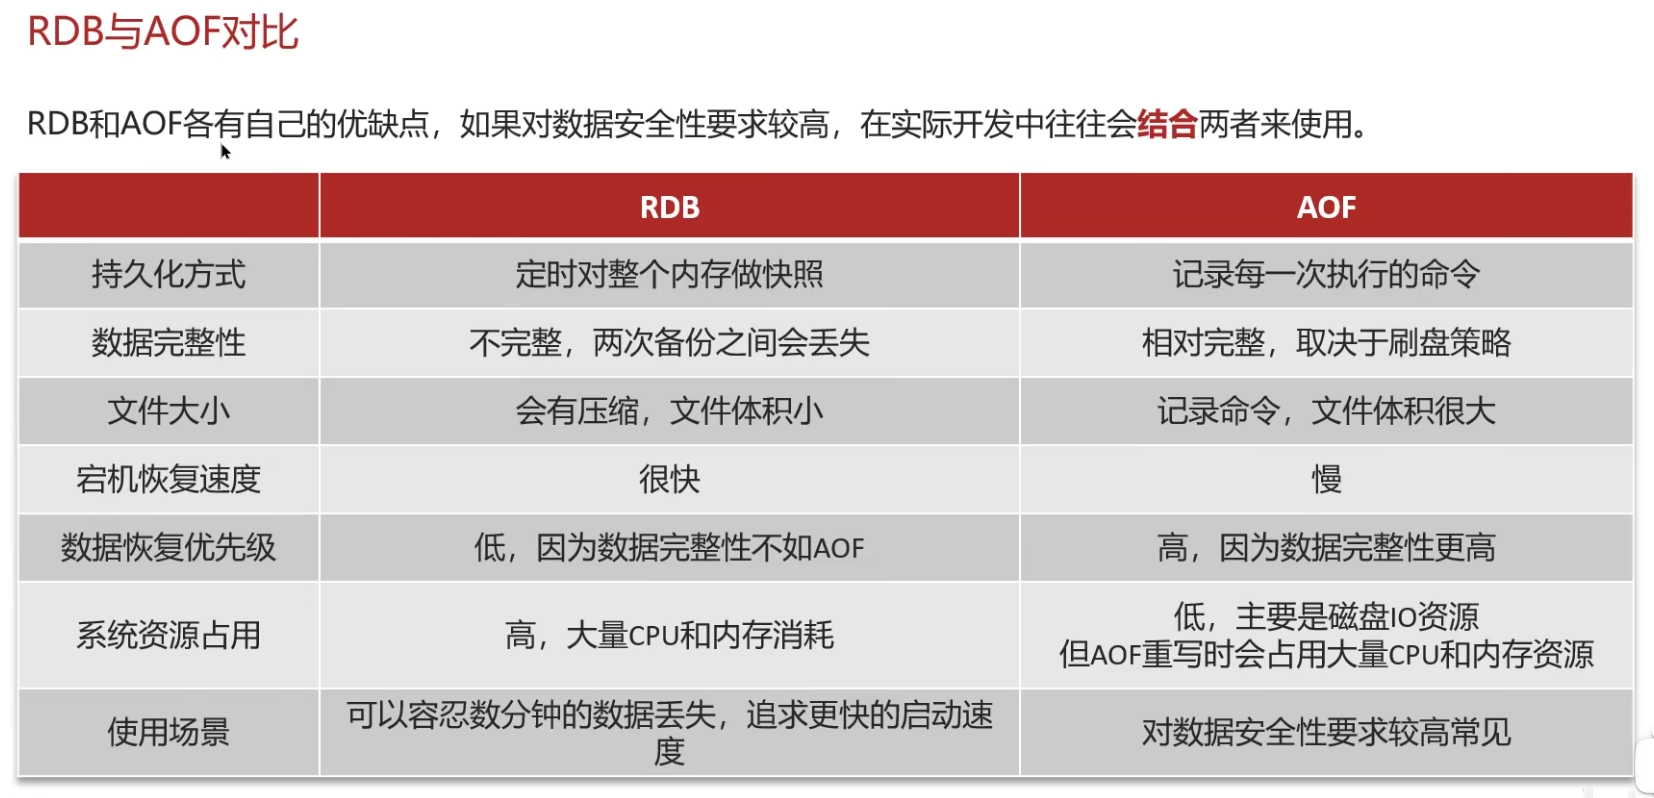 RDB与AOF对比
RDB和AOF各有自己的优缺点，如果对数据安全性要求较高，在实际开发中往往会结合两者来使用。
RDB AOF
持久化方式 定时对整个内存做快照 记录每一次执行的命令
数据完整性 不完整，两次备份之间会丢失 相对完整，取决于刷盘策略
文件大小 会有压缩，文件体积小 记录命令，文件体积很大
宕机恢复速度 很快 慢
数据恢复优先级 低，因为数据完整性不如AOF 高，因为数据完整性更高
系统资源占用 高，大量CPU和内存消耗
低，主要是磁盘IO资源
但AOF重写时会占用大量CPU和内存资源
使用场景
可以容忍数分钟的数据丢失，追求更快的启动速
度
对数据安全性要求较高常见